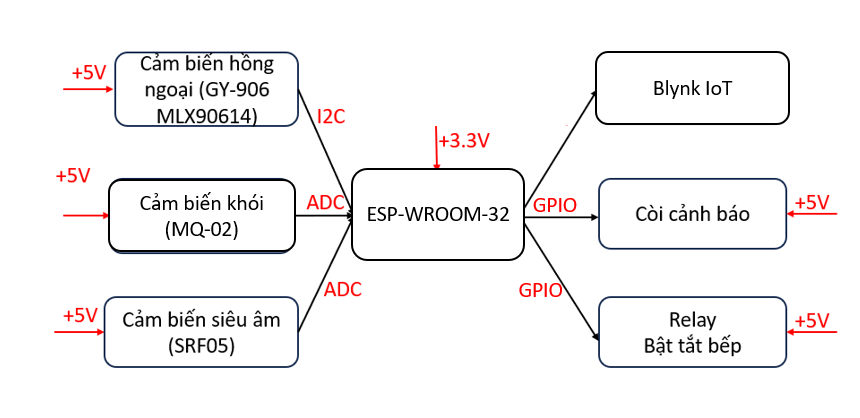 +5V
Cảm biến hồng
ngoại (GY-906
MLX90614)
I2C
Blynk IoT
+3.3V
+5V
Cảm biến khói
(MQ-02)
ADC
ESP-WROOM-32
GPIO
Còi cảnh báo
+5V
ADC
GPIO
+5V
Cảm biến siêu âm
(SRF05)
Relay
Bật tắt bếp
+5V